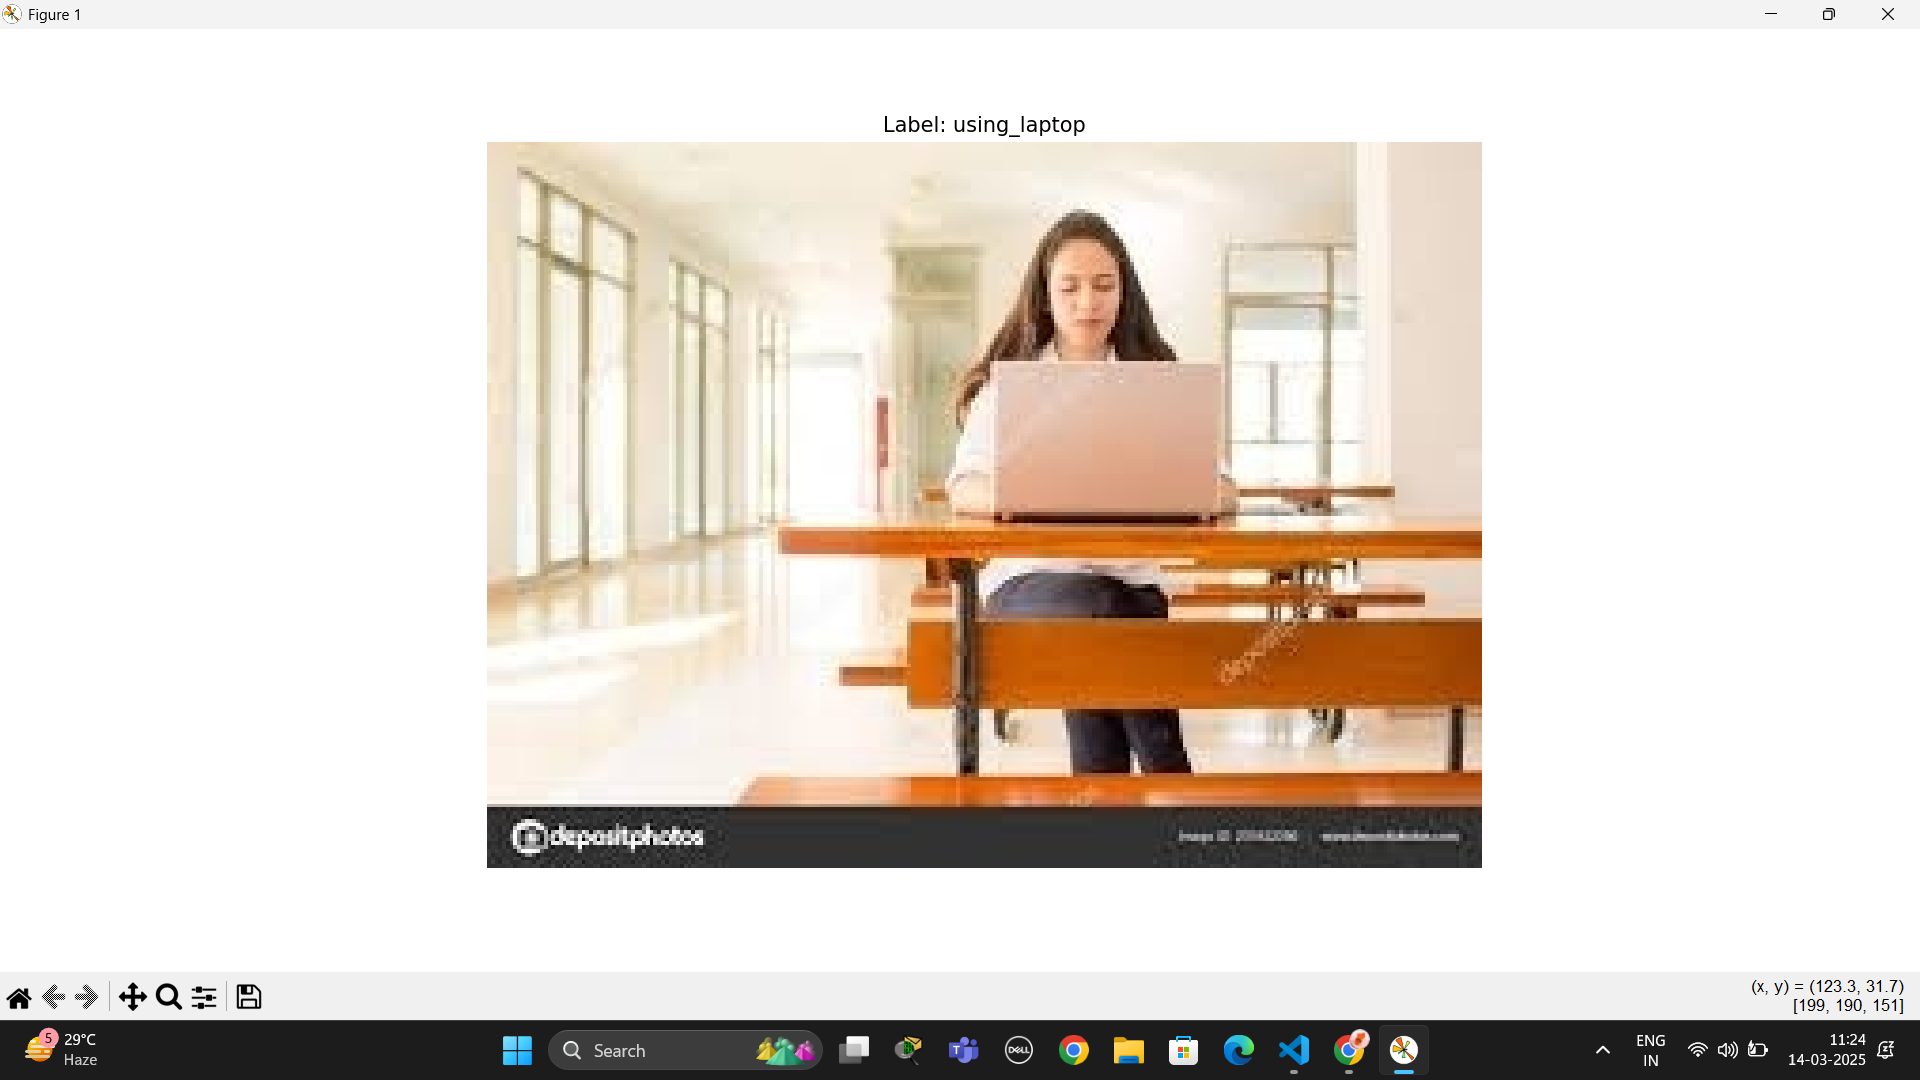 Figure 1
Label: using_laptop
depositphotos
(x, y) = (123.3, 31.7)
[199, 190, 151]
5
29°C
Haze
Search
DELL
ENG
IN
11:24
14-03-2025